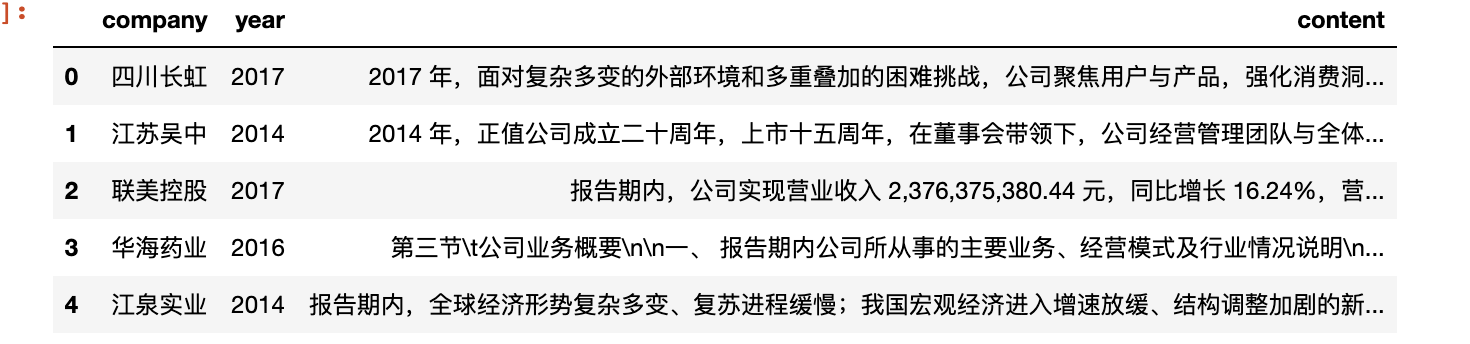 ]:
company year content
0 四川长虹 2017 2017 年，面对复杂多变的外部环境和多重叠加的困难挑战，公司聚焦用户与产品，强化消费洞...
1 江苏吴中 2014 2014 年，正值公司成立二十周年，上市十五周年，在董事会带领下，公司经营管理团队与全体...
2 联美控股 2017 报告期内，公司实现营业收入 2,376,375,380.44 元，同比增长 16.24%，营...
3 华海药业 2016 第三节\t公司业务概要\n\n一、 报告期内公司所从事的主要业务、经营模式及行业情况说明\n...
4 江泉实业 2014 报告期内，全球经济形势复杂多变、复苏进程缓慢；我国宏观经济进入增速放缓、结构调整加剧的新...